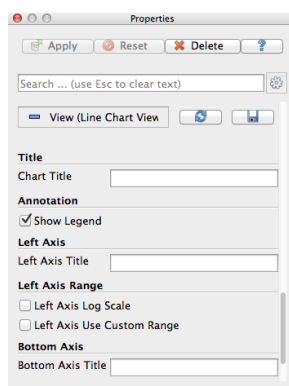 Properties
Apply Reset Delete ?
Search ... (use Esc to clear text)
View (Line Chart View
Title
Chart Title
Annotation
Show Legend
Left Axis
Left Axis Title
Left Axis Range
Left Axis Log Scale
Left Axis Use Custom Range
Bottom Axis
Bottom Axis Title